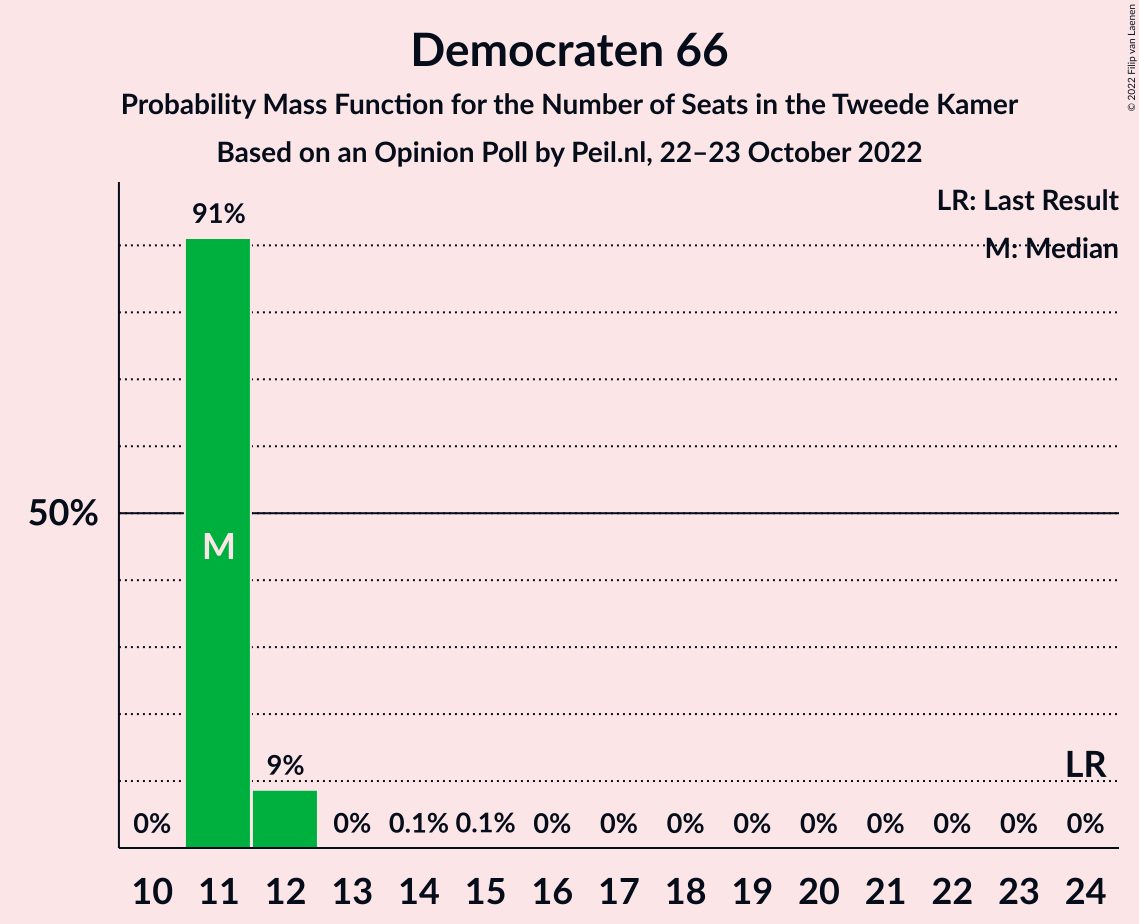 Democraten 66
Probability Mass Function for the Number of Seats in the Tweede Kamer
Based on an Opinion Poll by Peil.nl, 22–23 October 2022
© 2022 Filip van Laenen
LR: Last Result
M: Median
91%
50%
M
9%
LR
0% 0% 0.1% 0.1% 0% 0% 0% 0% 0% 0% 0% 0% 0%
10 11 12 13 14 15 16 17 18 19 20 21 22 23 24